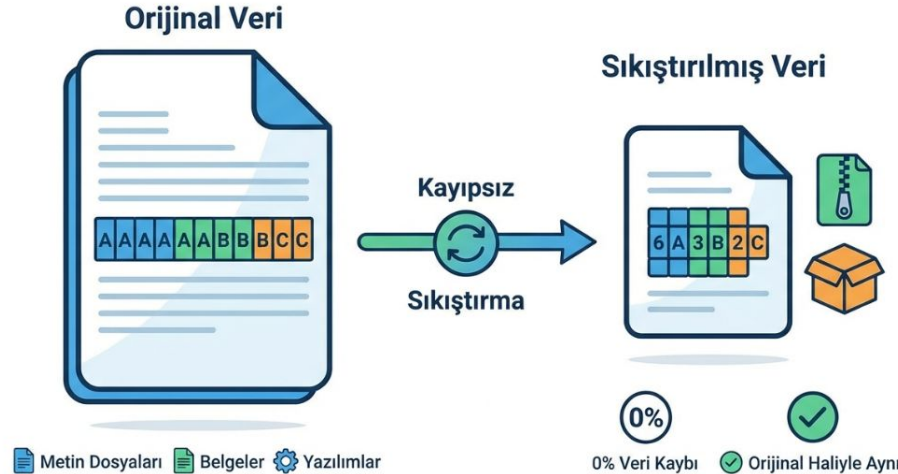 Orijinal Veri
Sıkıştırılmış Veri
AAAAAABBBCC
Kayıpsız
Sıkıştırma
6A3B2C
0%
Metin Dosyaları Belgeler Yazılımlar
0% Veri Kaybı Orijinal Haliyle Aynı